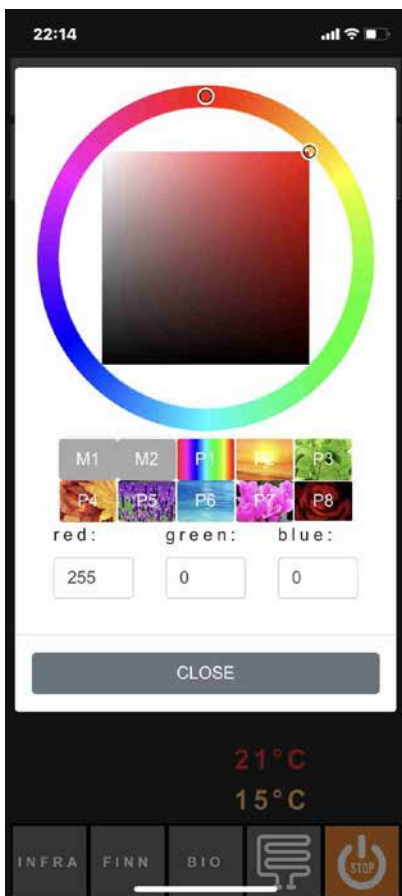 22:14
M1 M2 P1 P2 P3
P4 P5 P6 P7 P8
red: green: blue:
255 0 0
CLOSE
21°C
15°C
INFRA FINN BIO STOP